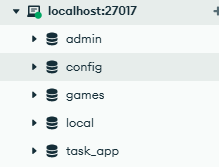 localhost:27017
admin
config
games
local
task_app